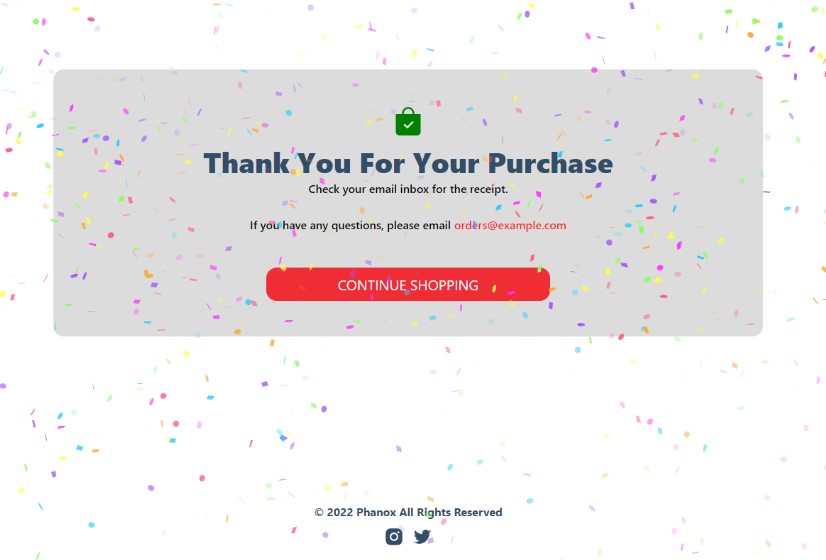 Thank You For Your Purchase
Check your email inbox for the receipt.
If you have any questions, please email orders@example.com
CONTINUE SHOPPING
© 2022 Phanox All Rights Reserved